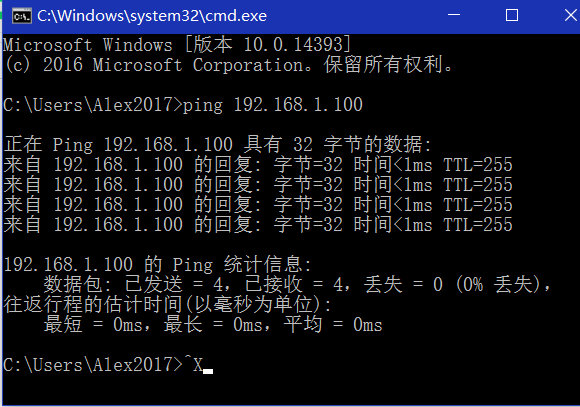 C:\Windows\system32\cmd.exe
Microsoft Windows [版本 10.0.14393]
(c) 2016 Microsoft Corporation。保留所有权利。
C:\Users\Alex2017>ping 192.168.1.100
正在 Ping 192.168.1.100 具有 32 字节的数据:
来自 192.168.1.100 的回复: 字节=32 时间<1ms TTL=255
来自 192.168.1.100 的回复: 字节=32 时间<1ms TTL=255
来自 192.168.1.100 的回复: 字节=32 时间<1ms TTL=255
来自 192.168.1.100 的回复: 字节=32 时间<1ms TTL=255
192.168.1.100 的 Ping 统计信息:
    数据包: 已发送 = 4，已接收 = 4，丢失 = 0 (0% 丢失)，
往返行程的估计时间(以毫秒为单位):
    最短 = 0ms，最长 = 0ms，平均 = 0ms
C:\Users\Alex2017>^X